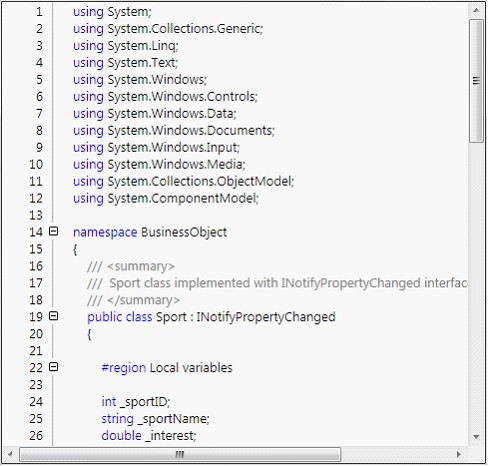 1 using System;
2 using System.Collections.Generic;
3 using System.Linq;
4 using System.Text;
5 using System.Windows;
6 using System.Windows.Controls;
7 using System.Windows.Data;
8 using System.Windows.Documents;
9 using System.Windows.Input;
10 using System.Windows.Media;
11 using System.Collections.ObjectModel;
12 using System.ComponentModel;
13
14 namespace BusinessObject
15 {
16 /// <summary>
17 /// Sport class implemented with INotifyPropertyChanged interfac
18 /// </summary>
19 public class Sport : INotifyPropertyChanged
20 {
21
22 #region Local variables
23
24 int _sportID;
25 string _sportName;
26 double _interest;